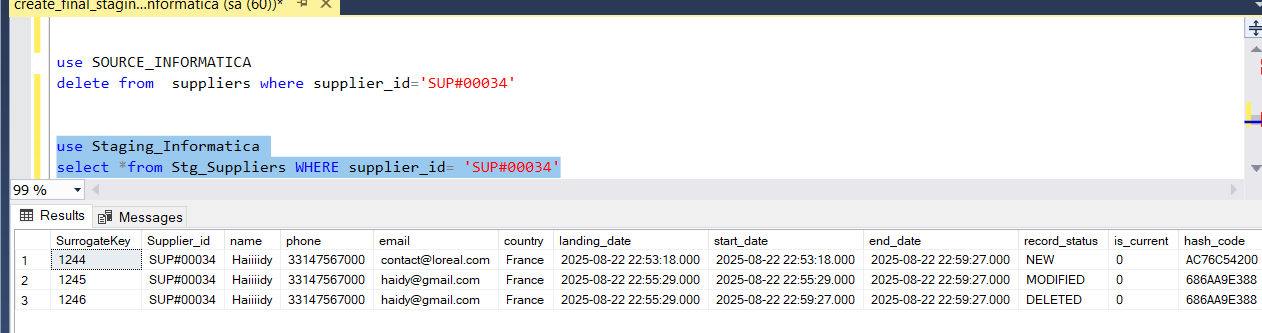 create_final_stagin...nformatica (sa (60))*
use SOURCE_INFORMATICA
delete from  suppliers where supplier_id='SUP#00034'
use Staging_Informatica
select *from Stg_Suppliers WHERE supplier_id= 'SUP#00034'
99 %
Results Messages
SurrogateKey Supplier_id name phone email country landing_date start_date end_date record_status is_current hash_code
1 1244 SUP#00034 Haiiiidy 33147567000 contact@loreal.com France 2025-08-22 22:53:18.000 2025-08-22 22:53:18.000 2025-08-22 22:59:27.000 NEW 0 AC76C54200
2 1245 SUP#00034 Haiiiidy 33147567000 haidy@gmail.com France 2025-08-22 22:55:29.000 2025-08-22 22:55:29.000 2025-08-22 22:59:27.000 MODIFIED 0 686AA9E388
3 1246 SUP#00034 Haiiiidy 33147567000 haidy@gmail.com France 2025-08-22 22:55:29.000 2025-08-22 22:59:27.000 2025-08-22 22:59:27.000 DELETED 0 686AA9E388